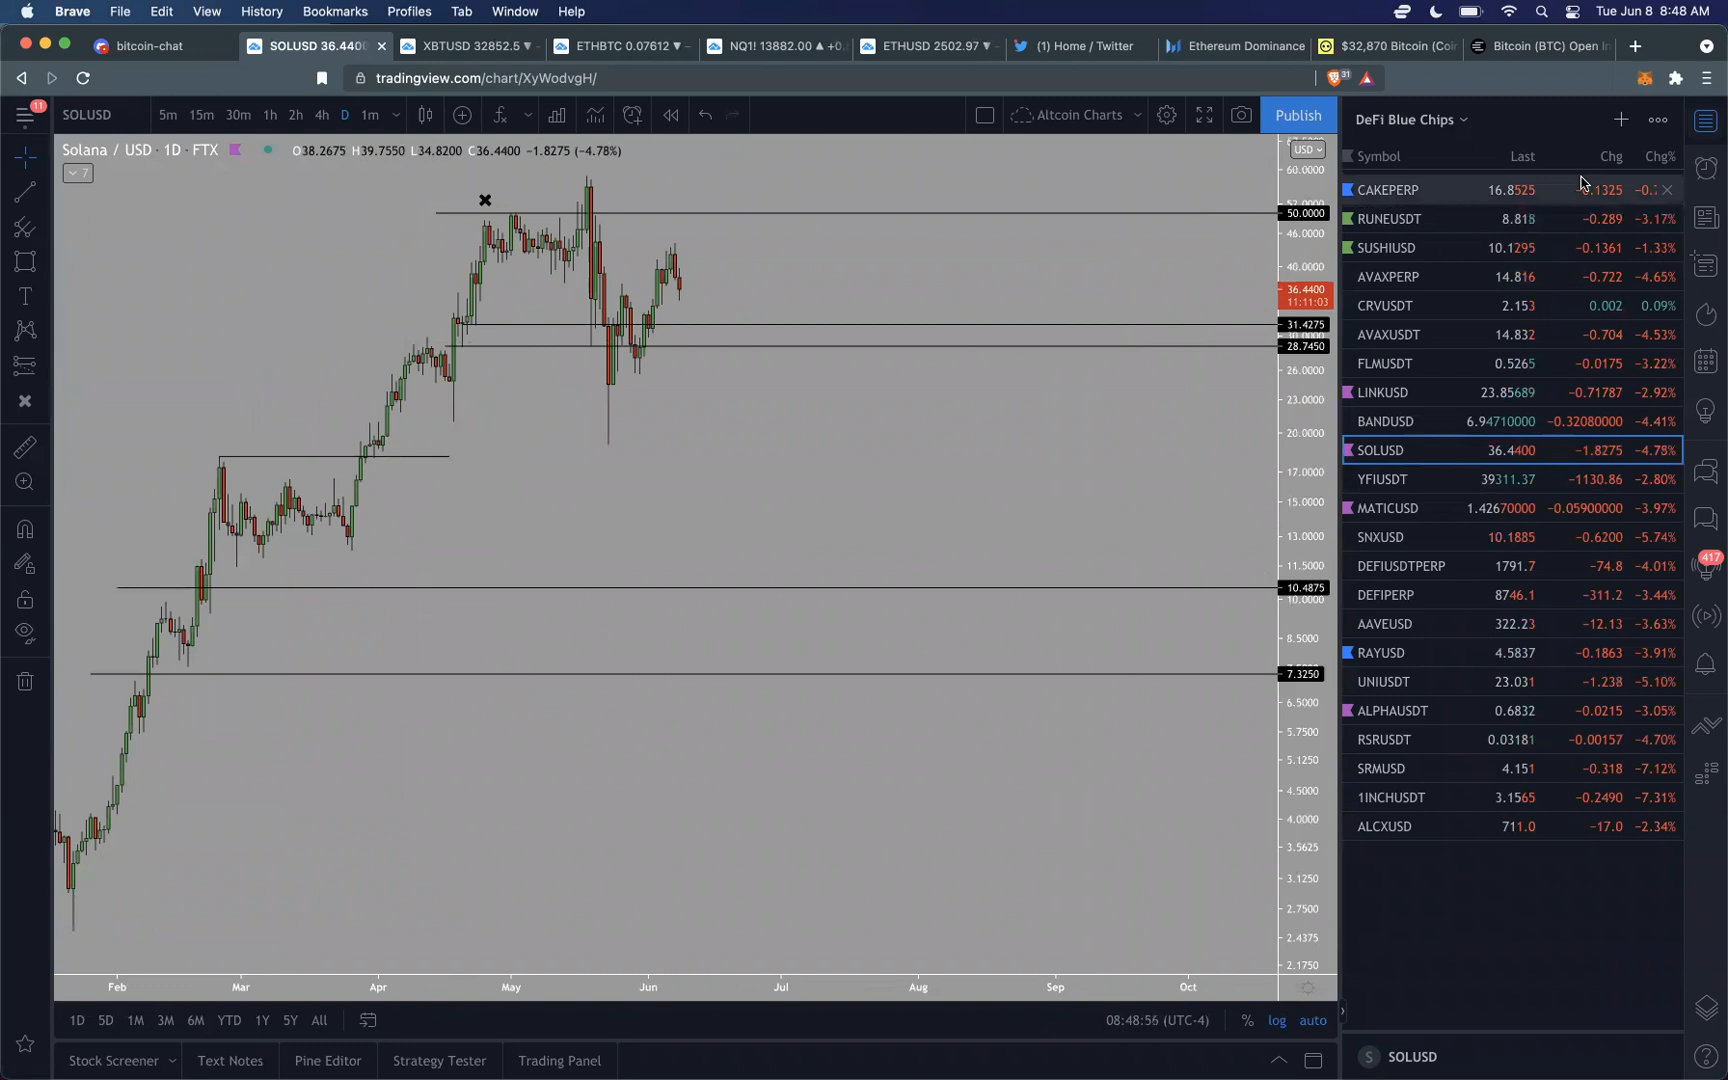 Brave File Edit View History Bookmarks Profiles Tab Window Help Tue Jun 8 8:48 AM
bitcoin-chat SOLUSD 36.440 XBTUSD 32852.5 ▼ ETHBTC 0.07612 ▼ NQ1! 13882.00 ▲ +0. ETHUSD 2502.97 ▼ (1) Home / Twitter Ethereum Dominance $32,870 Bitcoin (Coi Bitcoin (BTC) Open In
tradingview.com/chart/XyWodvgH/ 31
11 SOLUSD 5m 15m 30m 1h 2h 4h D 1m Altcoin Charts Publish
DeFi Blue Chips
Solana / USD · 1D · FTX O38.2675 H39.7550 L34.8200 C36.4400 −1.8275 (−4.78%)
USD
7
Symbol Last Chg Chg%
CAKEPERP 16.8525 .1325 −0.
RUNEUSDT 8.818 −0.289 −3.17%
SUSHIUSD 10.1295 −0.1361 −1.33%
AVAXPERP 14.816 −0.722 −4.65%
CRVUSDT 2.153 0.002 0.09%
AVAXUSDT 14.832 −0.704 −4.53%
FLMUSDT 0.5265 −0.0175 −3.22%
LINKUSD 23.85689 −0.71787 −2.92%
BANDUSD 6.94710000 −0.32080000 −4.41%
SOLUSD 36.4400 −1.8275 −4.78%
YFIUSDT 39311.37 −1130.86 −2.80%
MATICUSD 1.42670000 −0.05900000 −3.97%
SNXUSD 10.1885 −0.6200 −5.74%
DEFIUSDTPERP 1791.7 −74.8 −4.01%
DEFIPERP 8746.1 −311.2 −3.44%
AAVEUSD 322.23 −12.13 −3.63%
RAYUSD 4.5837 −0.1863 −3.91%
UNIUSDT 23.031 −1.238 −5.10%
ALPHAUSDT 0.6832 −0.0215 −3.05%
RSRUSDT 0.03181 −0.00157 −4.70%
SRMUSD 4.151 −0.318 −7.12%
1INCHUSDT 3.1565 −0.2490 −7.31%
ALCXUSD 711.0 −17.0 −2.34%
417
60.0000
50.0000
46.0000
40.0000
36.4400
11:11:03
31.4275
28.7450
26.0000
23.0000
20.0000
17.0000
15.0000
13.0000
11.5000
10.4875
10.0000
8.5000
7.3250
6.5000
5.7500
5.1250
4.5000
4.0000
3.5625
3.1250
2.7500
2.4375
2.1750
Feb Mar Apr May Jun Jul Aug Sep Oct
1D 5D 1M 3M 6M YTD 1Y 5Y All 08:48:56 (UTC-4) % log auto
Stock Screener Text Notes Pine Editor Strategy Tester Trading Panel
S SOLUSD